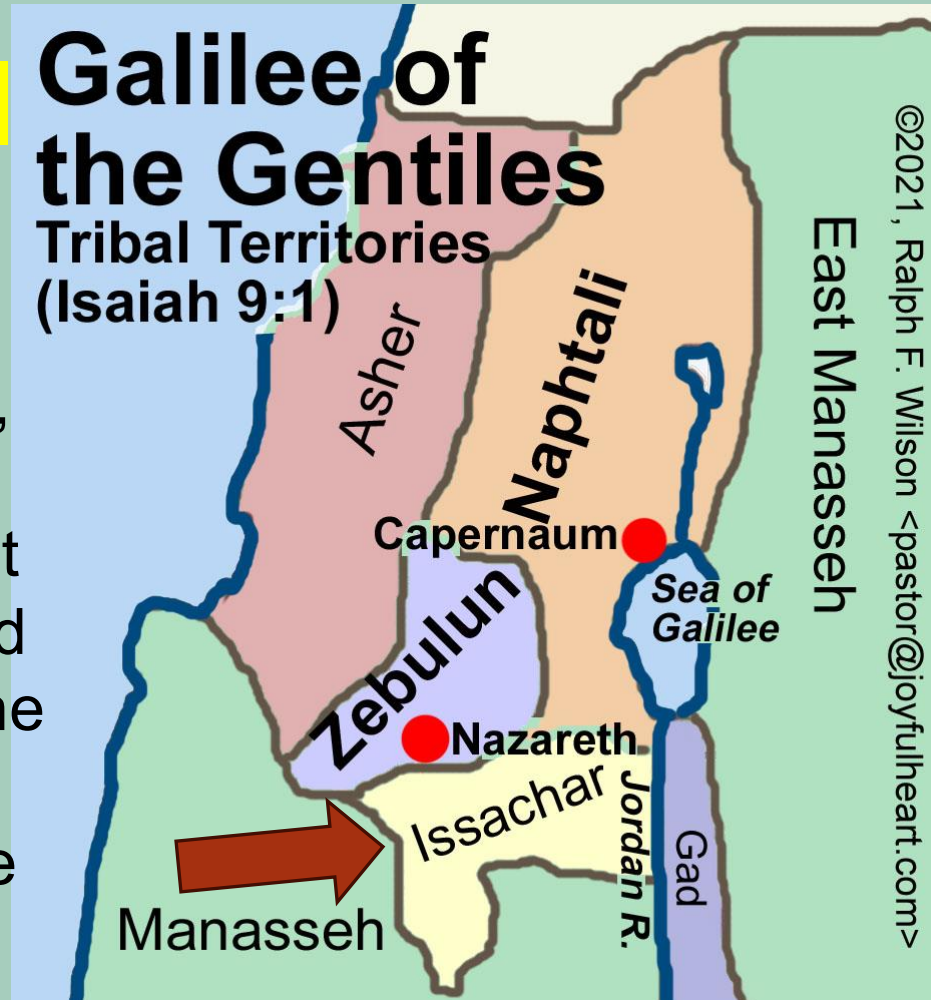 Galilee of
the Gentiles
Tribal Territories
(Isaiah 9:1)
Asher
Naphtali
East Manasseh
©2021, Ralph F. Wilson <pastor@joyfulheart.com>
Capernaum
Sea of
Galilee
Zebulun
Nazareth
Issachar
Jordan R.
Gad
Manasseh